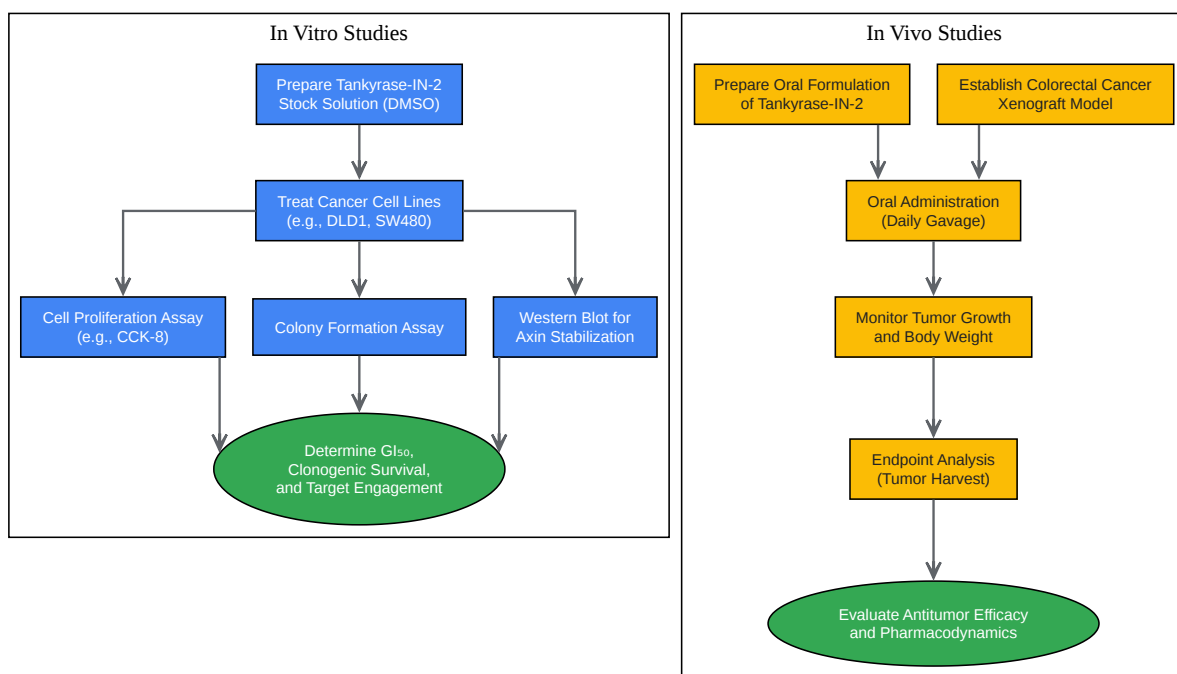 In Vitro Studies
Prepare Tankyrase-IN-2
Stock Solution (DMSO)
Treat Cancer Cell Lines
(e.g., DLD1, SW480)
Cell Proliferation Assay
(e.g., CCK-8)
Colony Formation Assay
Western Blot for
Axin Stabilization
Determine GI₅₀,
Clonogenic Survival,
and Target Engagement
In Vivo Studies
Prepare Oral Formulation
of Tankyrase-IN-2
Establish Colorectal Cancer
Xenograft Model
Oral Administration
(Daily Gavage)
Monitor Tumor Growth
and Body Weight
Endpoint Analysis
(Tumor Harvest)
Evaluate Antitumor Efficacy
and Pharmacodynamics